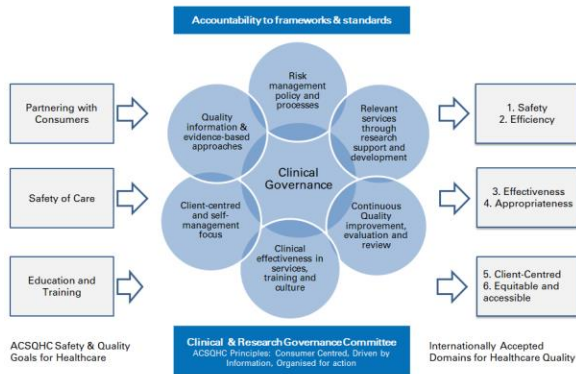 Accountability to frameworks & standards
Partnering with
Consumers
Safety of Care
Education and
Training
ACSQHC Safety & Quality
Goals for Healthcare
Risk
management
policy and
processes
Quality
information &
evidence-based
approaches
Relevant
services
through
research
support and
development
Clinical
Governance
Client-centred
and self-
management
focus
Continuous
Quality
improvement,
evaluation and
review
Clinical
effectiveness in
services,
training and
culture
Clinical & Research Governance Committee
ACSQHC Principles: Consumer Centred, Driven by
Information, Organised for action
1. Safety
2. Efficiency
3. Effectiveness
4. Appropriateness
5. Client-Centred
6. Equitable and
accessible
Internationally Accepted
Domains for Healthcare Quality